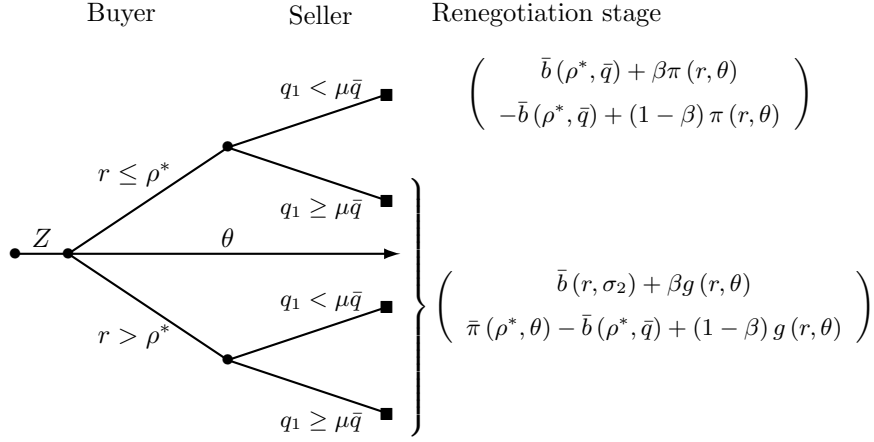 Buyer Seller Renegotiation stage
q₁ < μq̄
b̄ (ρ*, q̄) + βπ (r, θ)
−b̄ (ρ*, q̄) + (1 − β) π (r, θ)
r ≤ ρ*
q₁ ≥ μq̄
Z θ
q₁ < μq̄
b̄ (r, σ₂) + βg (r, θ)
π̄ (ρ*, θ) − b̄ (ρ*, q̄) + (1 − β) g (r, θ)
r > ρ*
q₁ ≥ μq̄